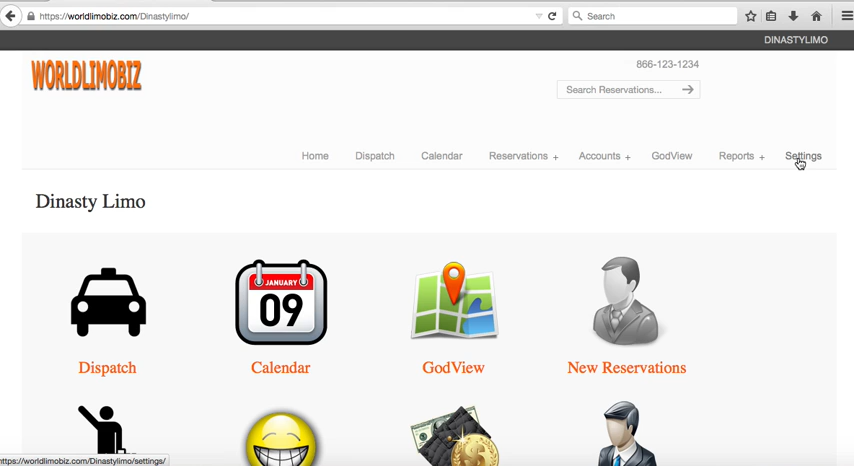 https://worldlimobiz.com/Dinastylimo/
Search
DINASTYLIMO
WORLDLIMOBIZ
866-123-1234
Search Reservations...
Home Dispatch Calendar Reservations + Accounts + GodView Reports + Settings
Dinasty Limo
JANUARY
09
Dispatch Calendar GodView New Reservations
https://worldlimobiz.com/Dinastylimo/settings/